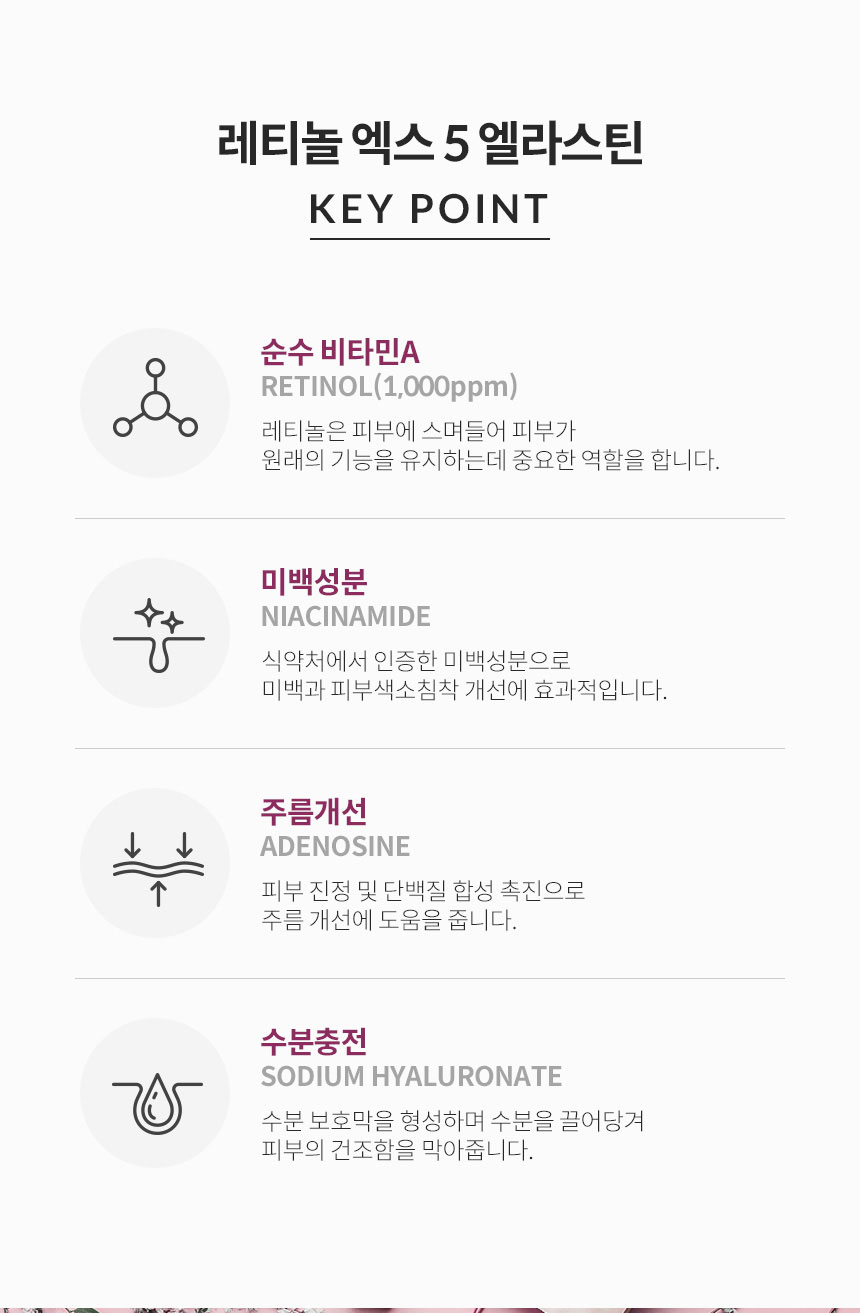 레티놀 엑스 5 엘라스틴
KEY POINT
순수 비타민A
RETINOL(1,000ppm)
레티놀은 피부에 스며들어 피부가
원래의 기능을 유지하는데 중요한 역할을 합니다.
미백성분
NIACINAMIDE
식약처에서 인증한 미백성분으로
미백과 피부색소침착 개선에 효과적입니다.
주름개선
ADENOSINE
피부 진정 및 단백질 합성 촉진으로
주름 개선에 도움을 줍니다.
수분충전
SODIUM HYALURONATE
수분 보호막을 형성하며 수분을 끌어당겨
피부의 건조함을 막아줍니다.